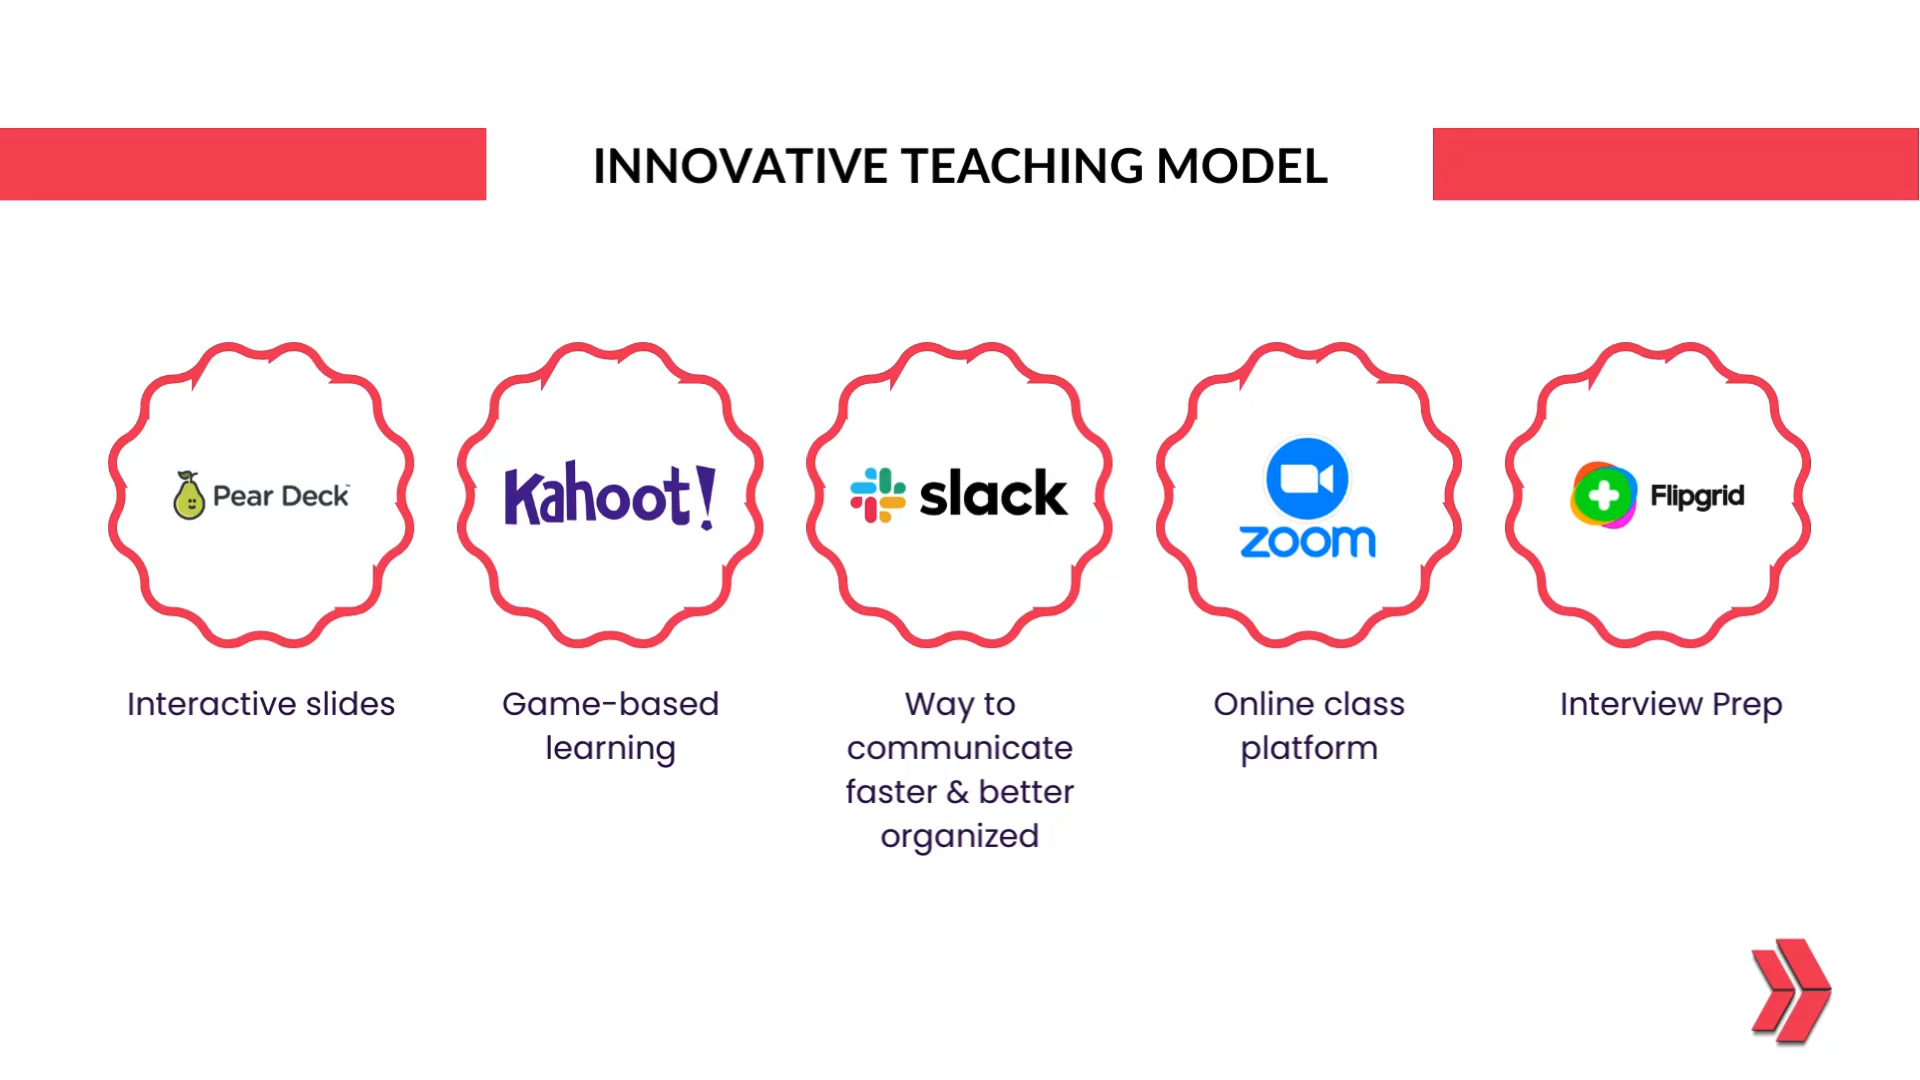 INNOVATIVE TEACHING MODEL
Pear Deck™
Kahoot!
slack
zoom
Flipgrid
Interactive slides
Game-based
learning
Way to
communicate
faster & better
organized
Online class
platform
Interview Prep